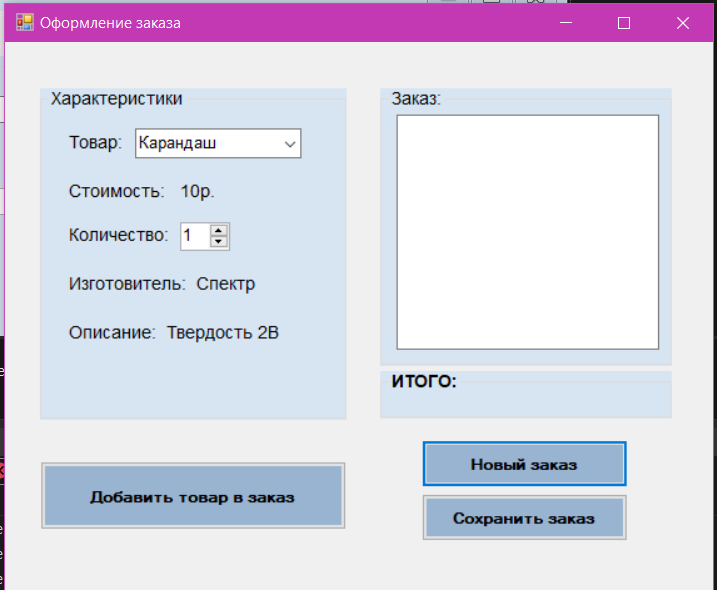 Оформление заказа
Характеристики
Товар: Карандаш
Стоимость: 10р.
Количество: 1
Изготовитель: Спектр
Описание: Твердость 2В
Добавить товар в заказ
Заказ:
ИТОГО:
Новый заказ
Сохранить заказ